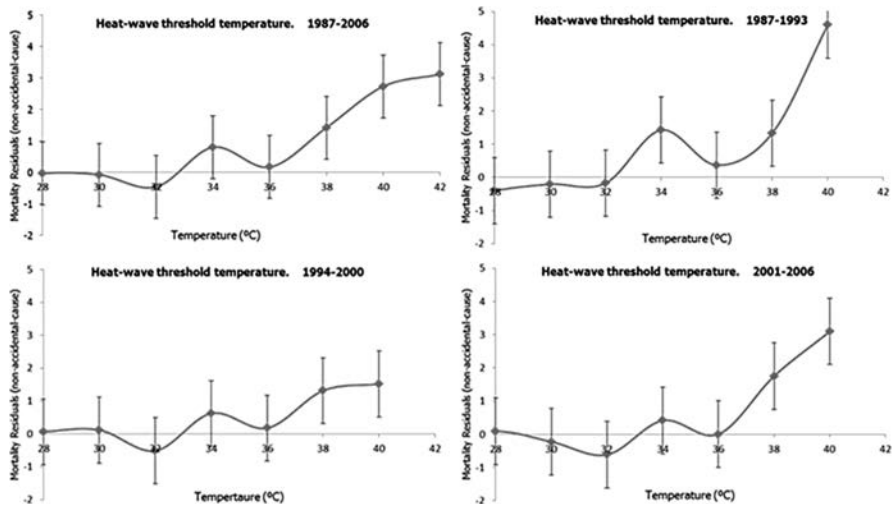 Heat-wave threshold temperature. 1987-2006
Mortality Residuals (non-accidental-cause)
5
4
3
2
1
0
-1
-2
28 30 32 34 36 38 40 42
Temperature (ºC)
Heat-wave threshold temperature. 1987-1993
Mortality Residuals (non-accidental-cause)
5
4
3
2
1
0
-1
-2
28 30 32 34 36 38 40 42
Temperature (ºC)
Heat-wave threshold temperature. 1994-2000
Mortality Residuals (non-accidental-cause)
5
4
3
2
1
0
-1
-2
28 30 32 34 36 38 40 42
Tempertaure (ºC)
Heat-wave threshold temperature. 2001-2006
Mortality Residuals (non-accidental-cause)
5
4
3
2
1
0
-1
-2
28 30 32 34 36 38 40 42
Temperature (ºC)